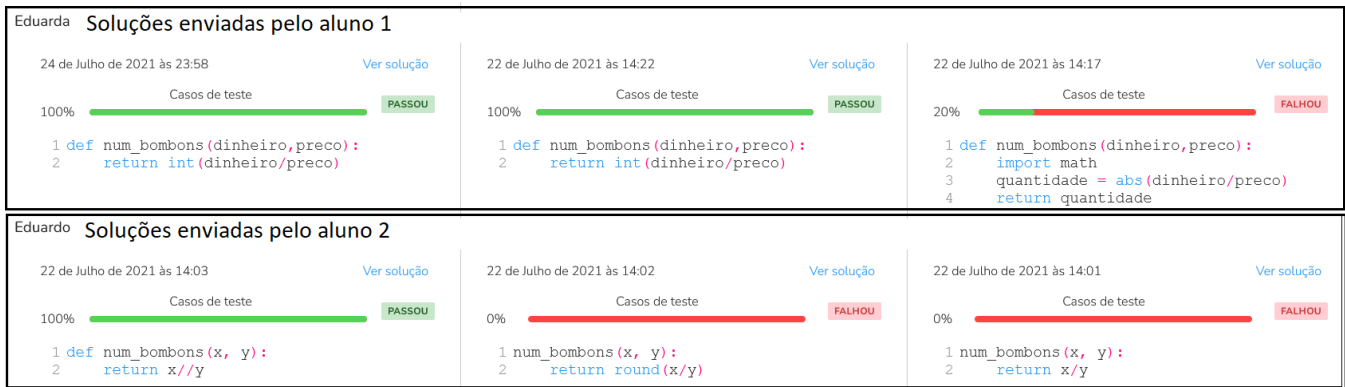 Eduarda Soluções enviadas pelo aluno 1
24 de Julho de 2021 às 23:58 Ver solução
Casos de teste
100% PASSOU
1 def num_bombons(dinheiro,preco):
2 return int(dinheiro/preco)
22 de Julho de 2021 às 14:22 Ver solução
Casos de teste
100% PASSOU
1 def num_bombons(dinheiro,preco):
2 return int(dinheiro/preco)
22 de Julho de 2021 às 14:17 Ver solução
Casos de teste
20% FALHOU
1 def num_bombons(dinheiro,preco):
2 import math
3 quantidade = abs(dinheiro/preco)
4 return quantidade
Eduardo Soluções enviadas pelo aluno 2
22 de Julho de 2021 às 14:03 Ver solução
Casos de teste
100% PASSOU
1 def num_bombons(x, y):
2 return x//y
22 de Julho de 2021 às 14:02 Ver solução
Casos de teste
0% FALHOU
1 num_bombons(x, y):
2 return round(x/y)
22 de Julho de 2021 às 14:01 Ver solução
Casos de teste
0% FALHOU
1 num_bombons(x, y):
2 return x/y